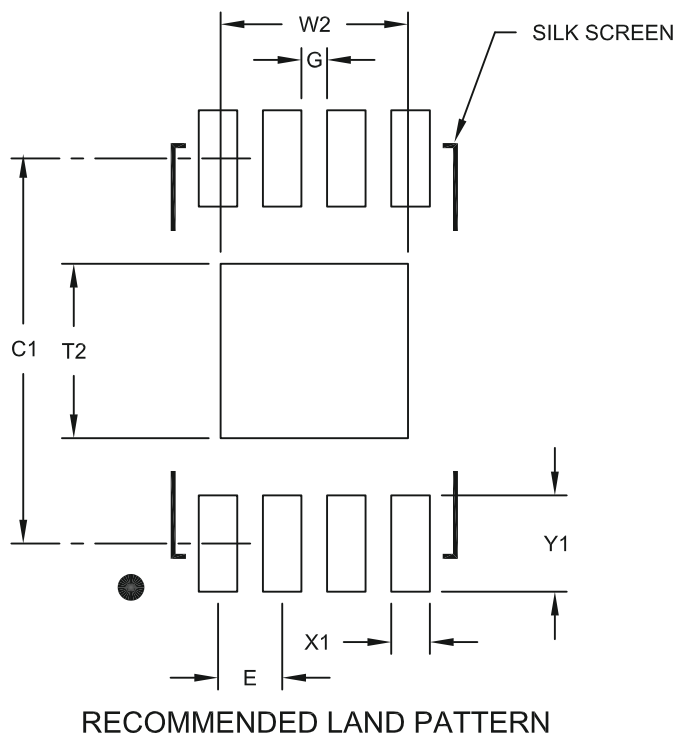 W2
SILK SCREEN
G
C1
T2
Y1
X1
E
RECOMMENDED LAND PATTERN